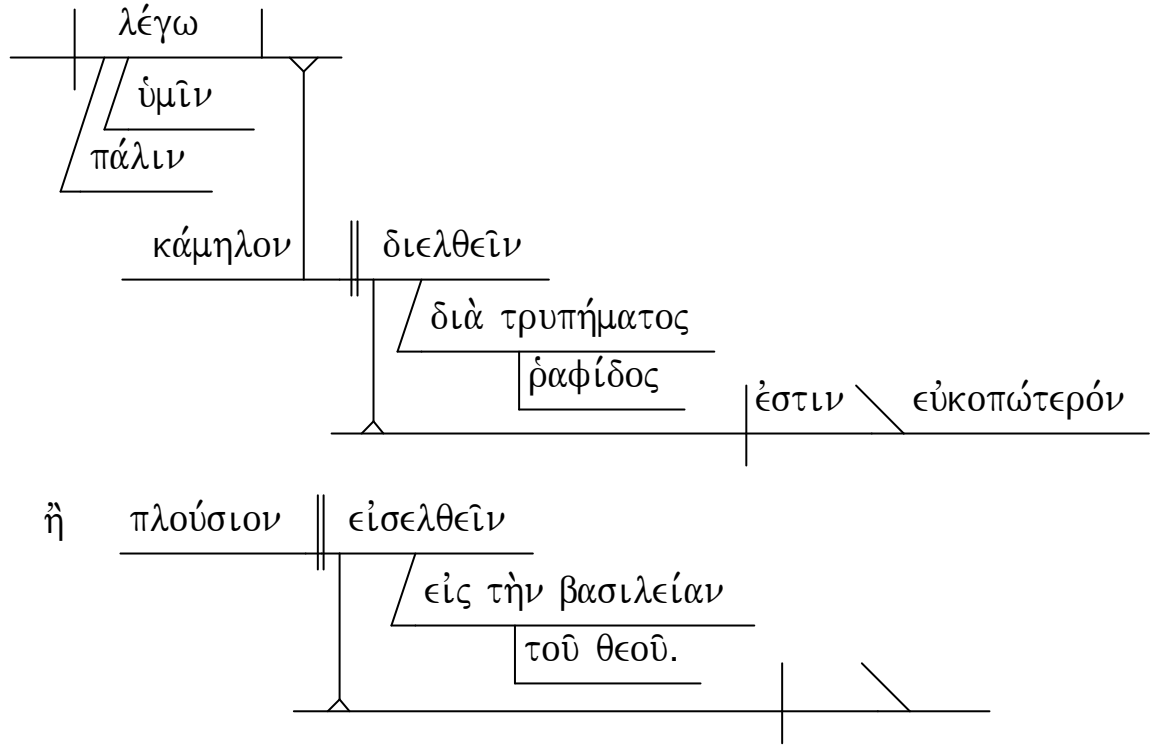 λέγω
ὑμῖν
πάλιν
κάμηλον διελθεῖν
διὰ τρυπήματος
ῥαφίδος
ἐστιν εὐκοπώτερόν
ἢ πλούσιον εἰσελθεῖν
εἰς τὴν βασιλείαν
τοῦ θεοῦ.